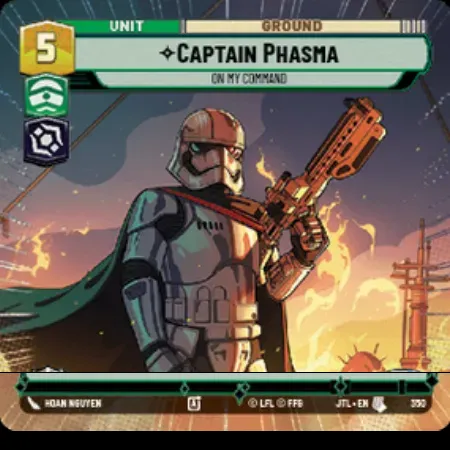 UNIT GROUND
5
CAPTAIN PHASMA
ON MY COMMAND
HOAN NGUYEN © LFL © FFG JTL • EN 350